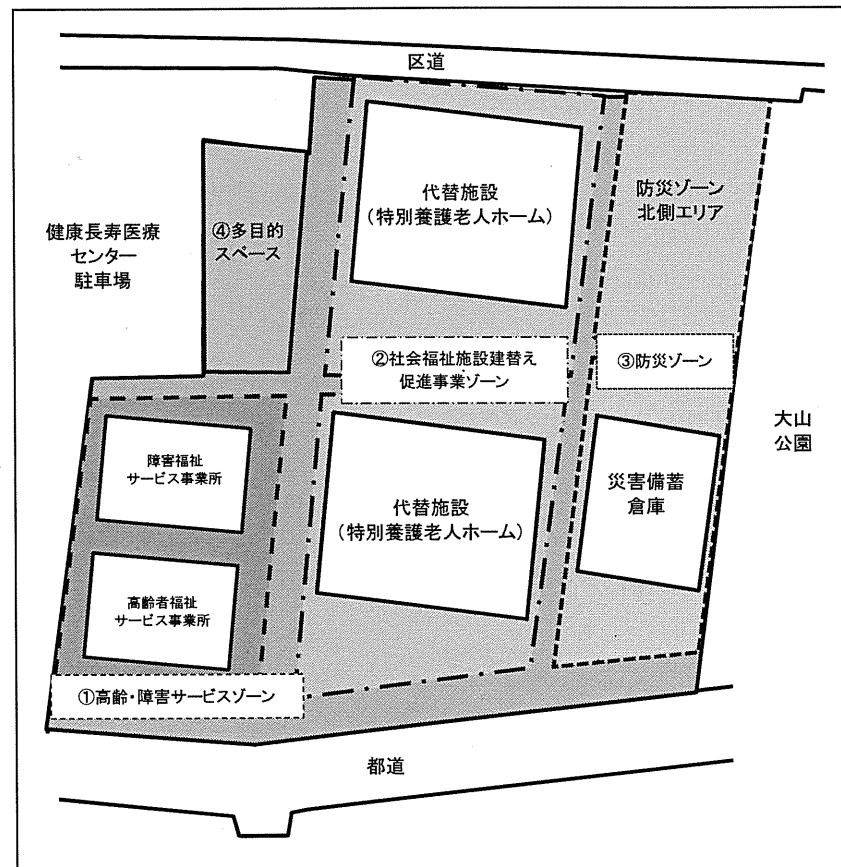 区道
代替施設
(特別養護老人ホーム)
防災ゾーン
北側エリア
健康長寿医療
センター
駐車場
④多目的
スペース
②社会福祉施設建替え
促進事業ゾーン
③防災ゾーン
大山
公園
障害福祉
サービス事業所
代替施設
(特別養護老人ホーム)
災害備蓄
倉庫
高齢者福祉
サービス事業所
①高齢・障害サービスゾーン
都道